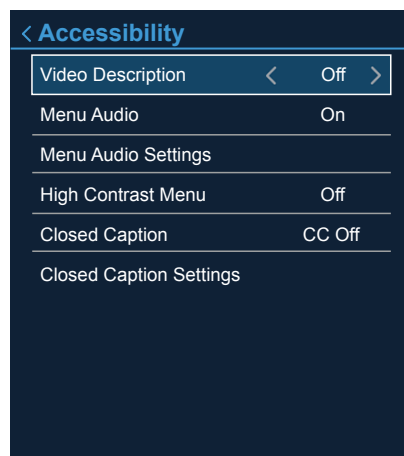 < Accessibility
Video Description < Off >
Menu Audio On
Menu Audio Settings
High Contrast Menu Off
Closed Caption CC Off
Closed Caption Settings